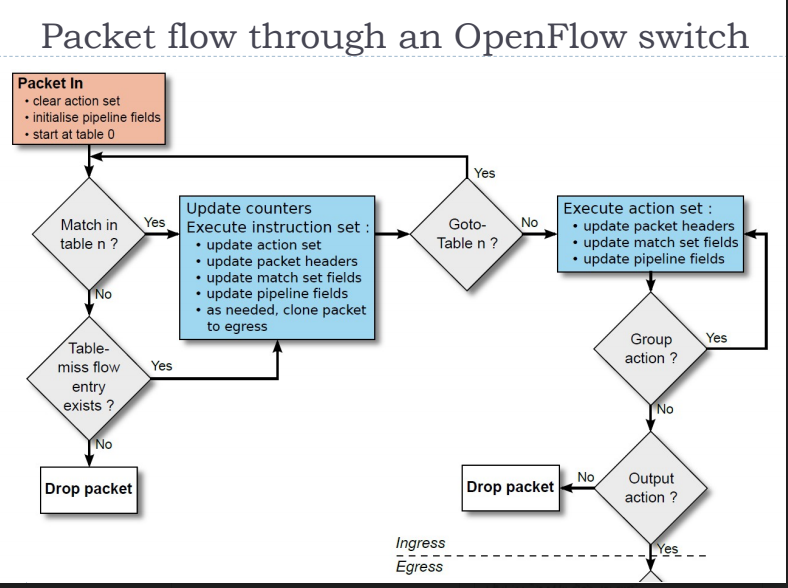 Packet flow through an OpenFlow switch
Packet In
• clear action set
• initialise pipeline fields
• start at table 0
Match in
table n ?
Yes
No
Update counters
Execute instruction set :
• update action set
• update packet headers
• update match set fields
• update pipeline fields
• as needed, clone packet
to egress
Goto-
Table n ?
Yes
No
Execute action set :
• update packet headers
• update match set fields
• update pipeline fields
Table-
miss flow
entry
exists ?
Yes
No
Drop packet
Group
action ?
Yes
No
Output
action ?
No
Drop packet
Yes
Ingress
Egress